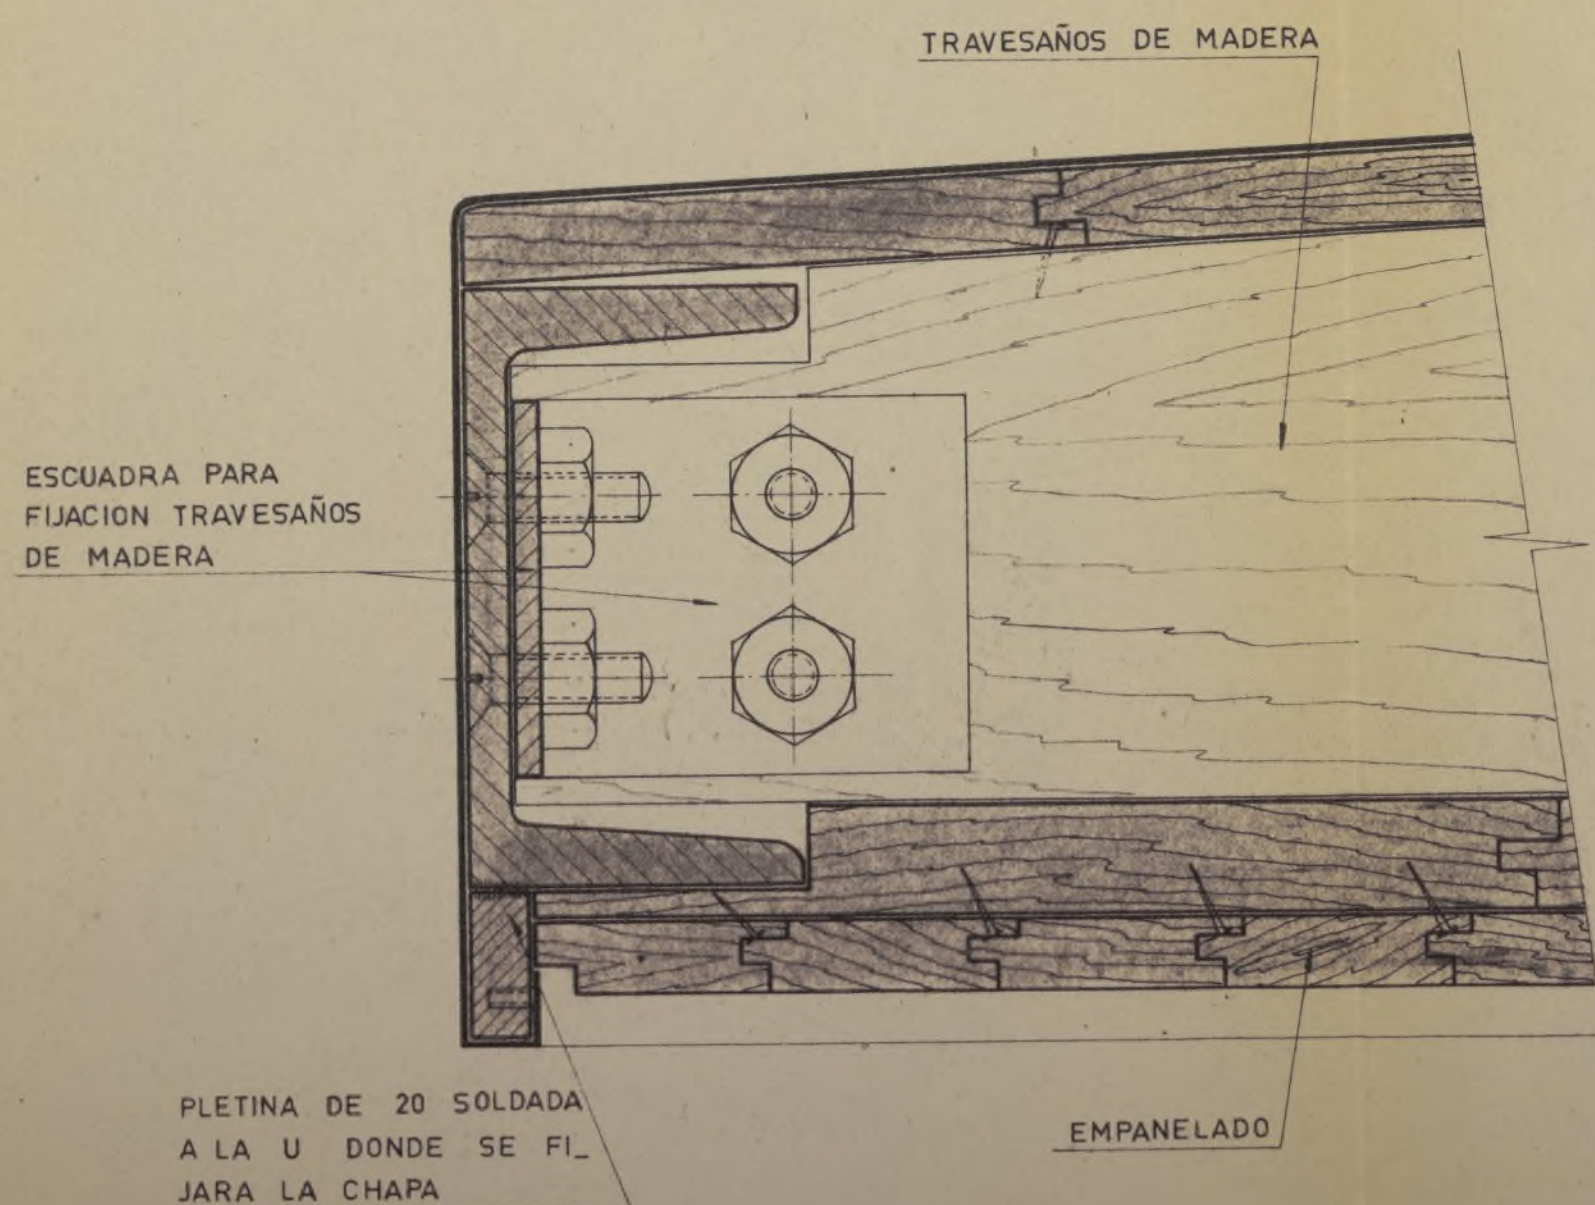 TRAVESAÑOS DE MADERA
ESCUADRA PARA
FIJACION TRAVESAÑOS
DE MADERA
PLETINA DE 20 SOLDADA
A LA U DONDE SE FI_
JARA LA CHAPA
EMPANELADO